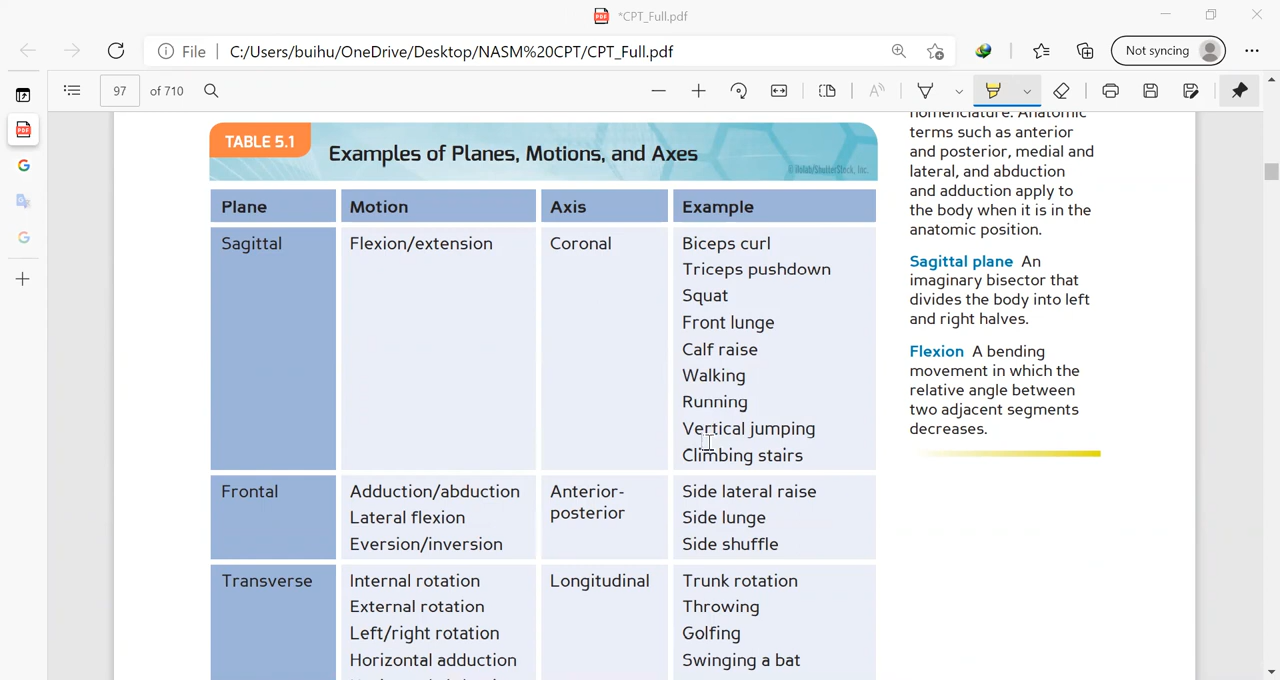 *CPT_Full.pdf
File C:/Users/buihu/OneDrive/Desktop/NASM%20CPT/CPT_Full.pdf Not syncing
97 of 710
TABLE 5.1
Examples of Planes, Motions, and Axes
Plane Motion Axis Example
Sagittal Flexion/extension Coronal Biceps curl
Triceps pushdown
Squat
Front lunge
Calf raise
Walking
Running
Vertical jumping
Climbing stairs
Frontal Adduction/abduction Anterior- Side lateral raise
Lateral flexion posterior Side lunge
Eversion/inversion Side shuffle
Transverse Internal rotation Longitudinal Trunk rotation
External rotation Throwing
Left/right rotation Golfing
Horizontal adduction Swinging a bat
nomenclature. Anatomic
terms such as anterior
and posterior, medial and
lateral, and abduction
and adduction apply to
the body when it is in the
anatomic position.
Sagittal plane An
imaginary bisector that
divides the body into left
and right halves.
Flexion A bending
movement in which the
relative angle between
two adjacent segments
decreases.